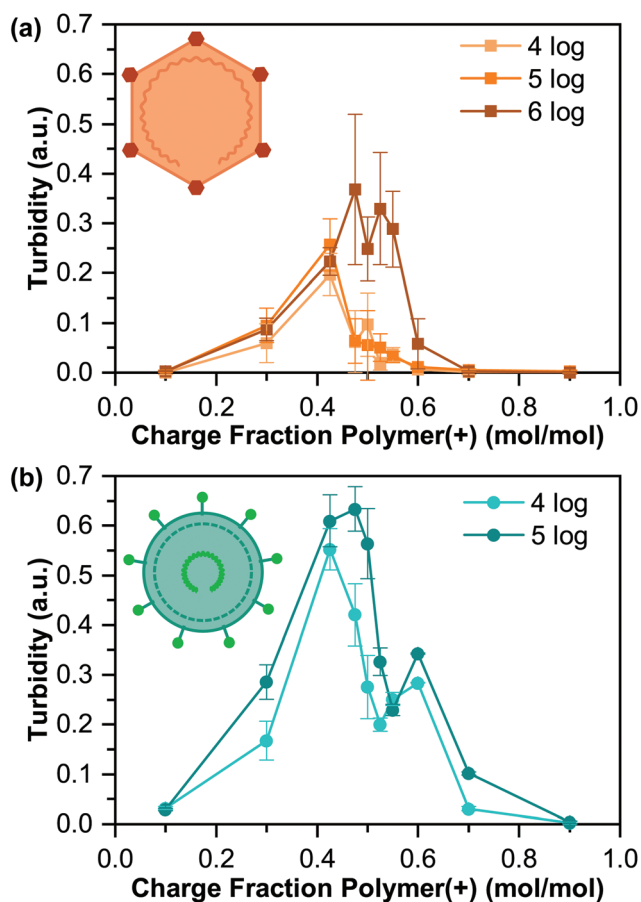 (a)
0.7
0.6
0.5
0.4
0.3
0.2
0.1
0.0
Turbidity (a.u.)
4 log
5 log
6 log
0.0 0.2 0.4 0.6 0.8 1.0
Charge Fraction Polymer(+) (mol/mol)
(b)
0.7
0.6
0.5
0.4
0.3
0.2
0.1
0.0
Turbidity (a.u.)
4 log
5 log
0.0 0.2 0.4 0.6 0.8 1.0
Charge Fraction Polymer(+) (mol/mol)